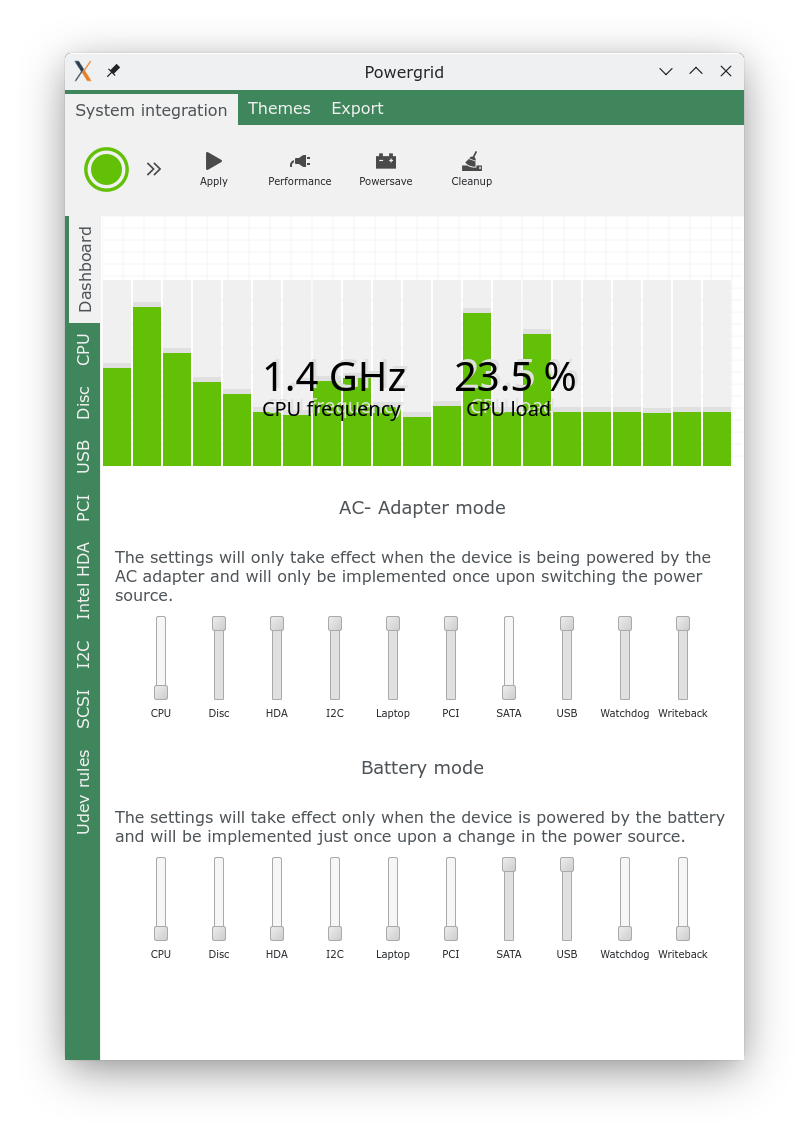 Powergrid
System integration Themes Export
Apply Performance Powersave Cleanup
Dashboard
CPU
Disc
USB
PCI
Intel HDA
I2C
SCSI
Udev rules
1.4 GHz 23.5 %
CPU frequency CPU load
AC- Adapter mode
The settings will only take effect when the device is being powered by the
AC adapter and will only be implemented once upon switching the power
source.
CPU Disc HDA I2C Laptop PCI SATA USB Watchdog Writeback
Battery mode
The settings will take effect only when the device is powered by the battery
and will be implemented just once upon a change in the power source.
CPU Disc HDA I2C Laptop PCI SATA USB Watchdog Writeback